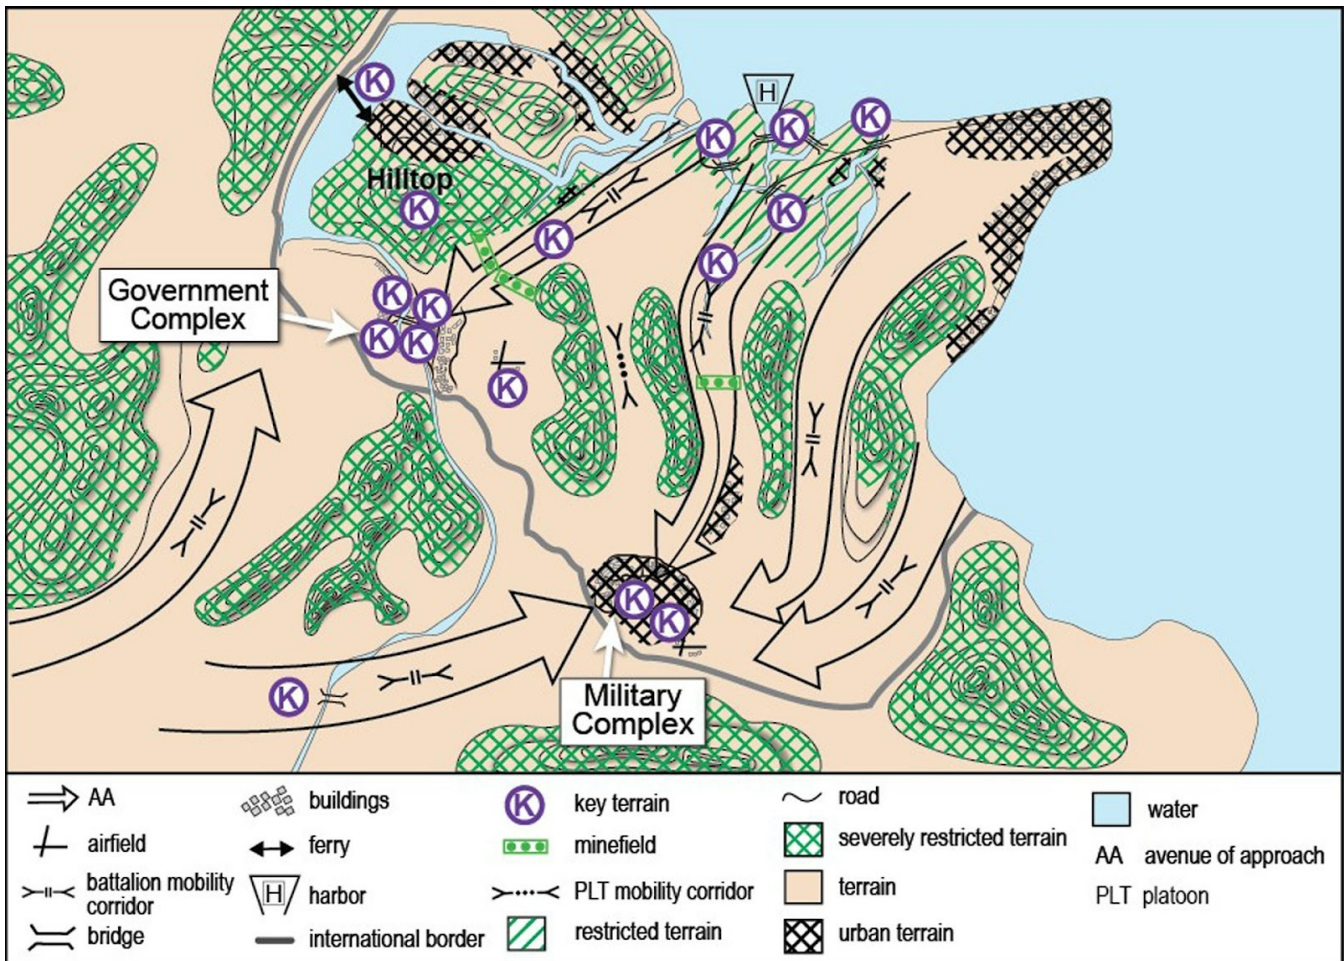 K
H
K
K
K
Hilltop
K
K
K
K
Government
Complex
K
K
K
K
K
K
K
K
Military
Complex
AA
airfield
battalion mobility
corridor
bridge
buildings
ferry
H
harbor
international border
K
key terrain
minefield
PLT mobility corridor
restricted terrain
road
severely restricted terrain
terrain
urban terrain
water
AA avenue of approach
PLT platoon